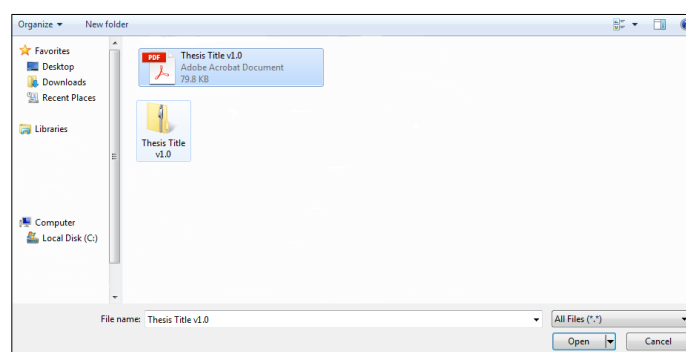 Organize New folder
Favorites
Desktop
Downloads
Recent Places
Libraries
Computer
Local Disk (C:)
PDF
Thesis Title v1.0
Adobe Acrobat Document
79.8 KB
Thesis Title
v1.0
File name: Thesis Title v1.0
All Files (*.*)
Open Cancel